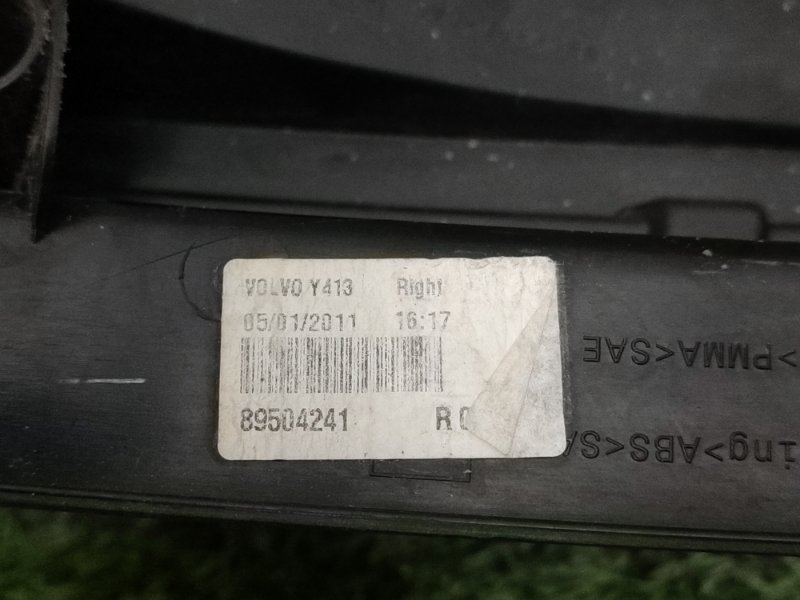 VOLVO Y413 Right
05/01/2011 16:17
89504241 R
>PMMA<SAE
ing>ABS<SA